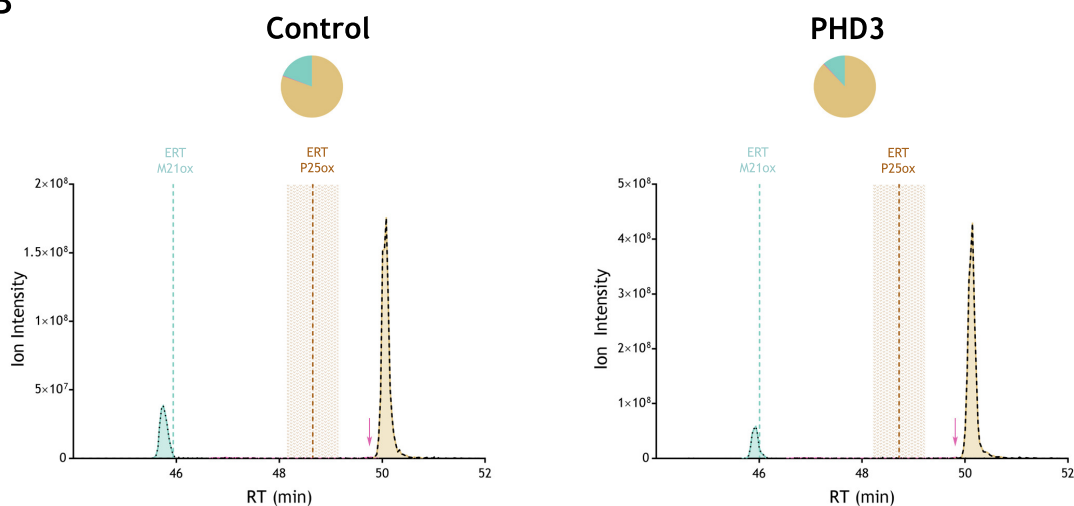 Control
PHD3
ERT
M21ox
ERT
P25ox
2×10⁸
1.5×10⁸
1×10⁸
5×10⁷
0
46
48
50
52
Ion Intensity
RT (min)
ERT
M21ox
ERT
P25ox
5×10⁸
4×10⁸
3×10⁸
2×10⁸
1×10⁸
0
46
48
50
52
Ion Intensity
RT (min)